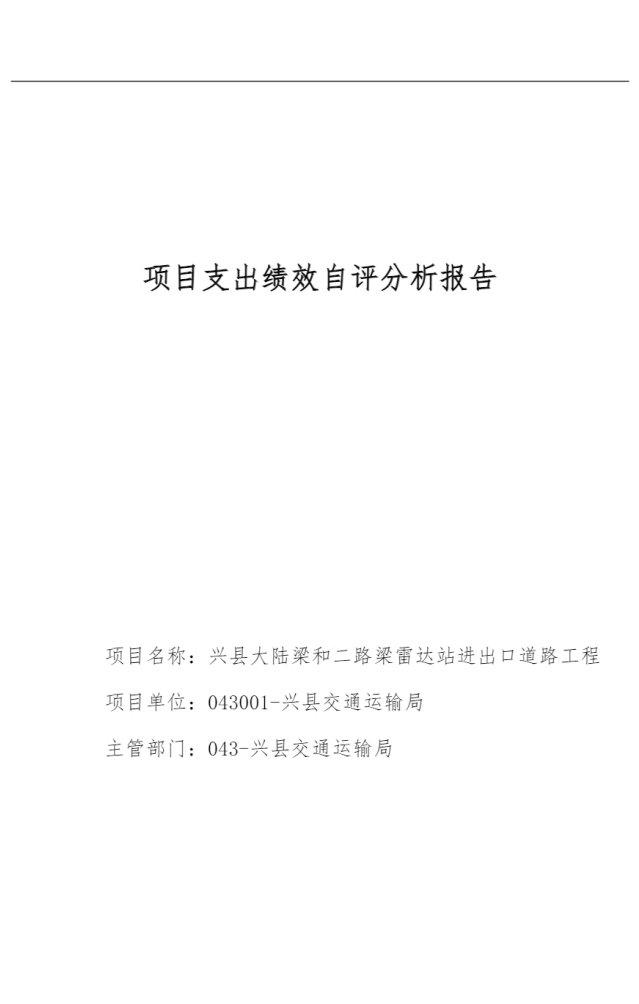 项目支出绩效自评分析报告
项目名称：兴县大陆梁和二路梁雷达站进出口道路工程
项目单位：043001-兴县交通运输局
主管部门：043-兴县交通运输局